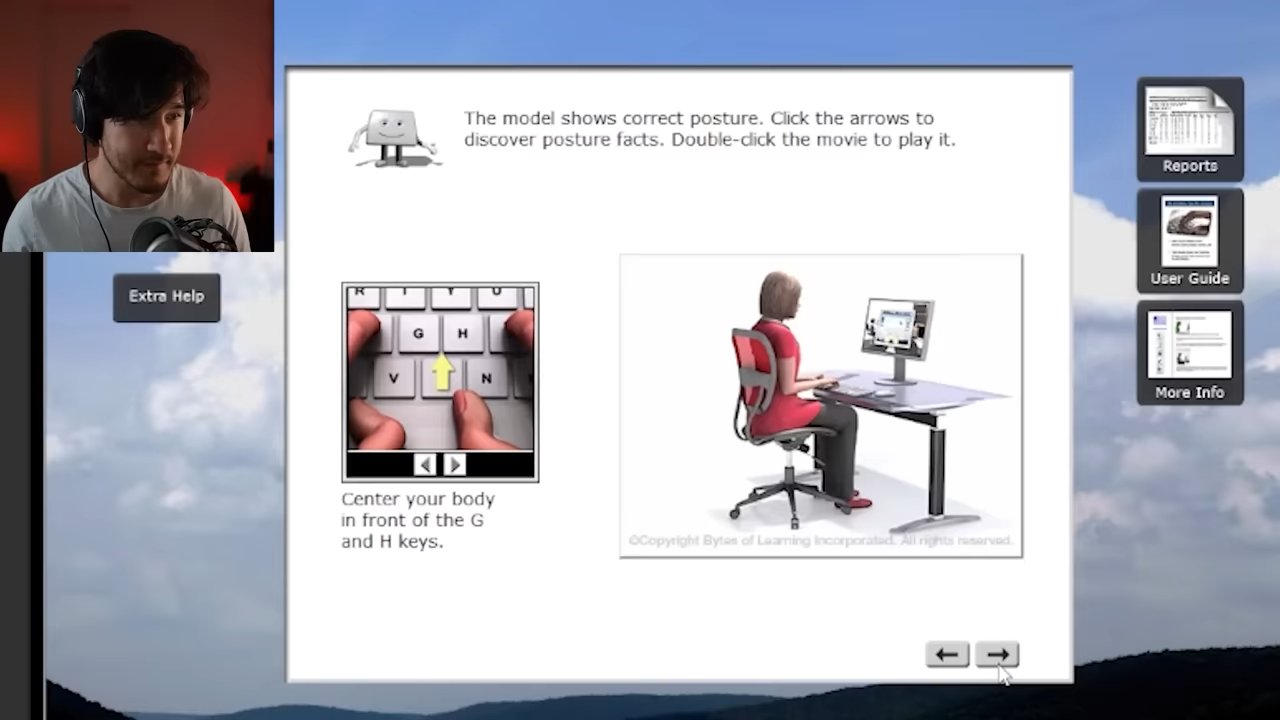 The model shows correct posture. Click the arrows to
discover posture facts. Double-click the movie to play it.
Reports
User Guide
More Info
Extra Help
R T Y U
G H
V N
Center your body
in front of the G
and H keys.
©Copyright Bytes of Learning Incorporated. All rights reserved.